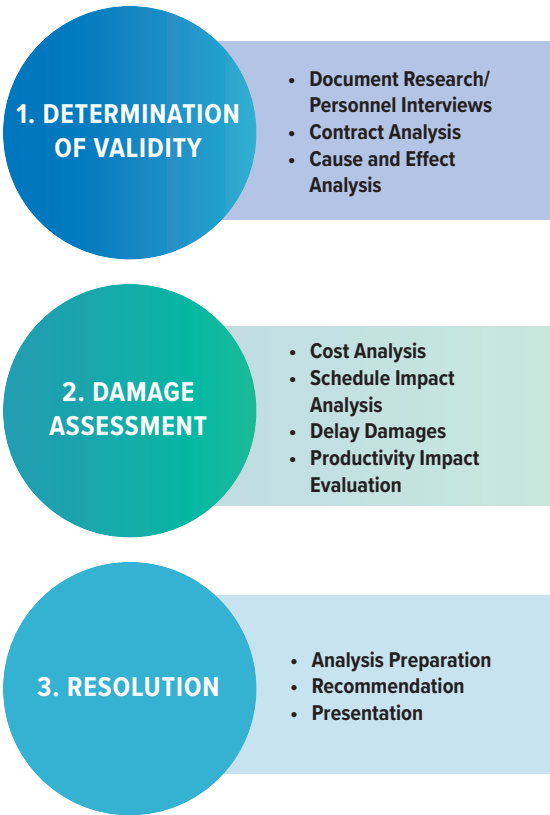 1. DETERMINATION
OF VALIDITY
• Document Research/
Personnel Interviews
• Contract Analysis
• Cause and Effect
Analysis
2. DAMAGE
ASSESSMENT
• Cost Analysis
• Schedule Impact
Analysis
• Delay Damages
• Productivity Impact
Evaluation
3. RESOLUTION
• Analysis Preparation
• Recommendation
• Presentation